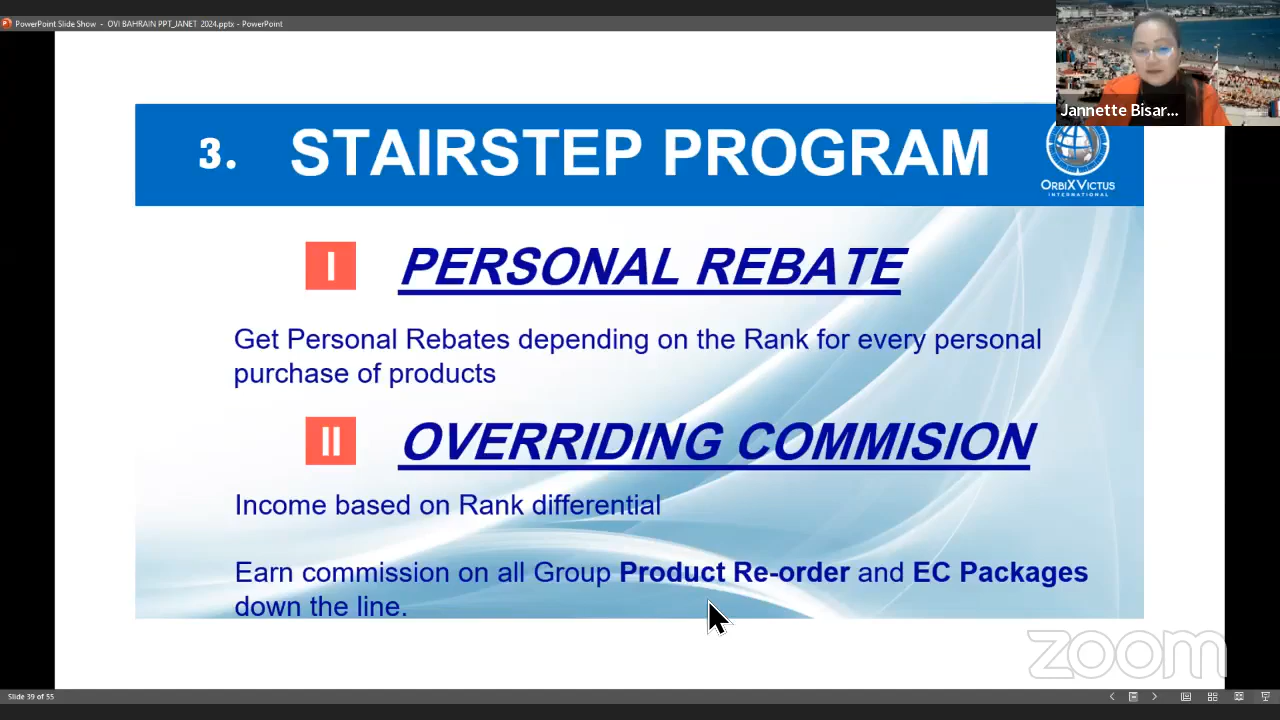 PowerPoint Slide Show - OVI BAHRAIN PPT_JANET 2024.pptx - PowerPoint
Jannette Bisar...
3. STAIRSTEP PROGRAM
ORBIXVICTUS
INTERNATIONAL
I PERSONAL REBATE
Get Personal Rebates depending on the Rank for every personal
purchase of products
II OVERRIDING COMMISION
Income based on Rank differential
Earn commission on all Group Product Re-order and EC Packages
down the line.
zoom
Slide 39 of 55